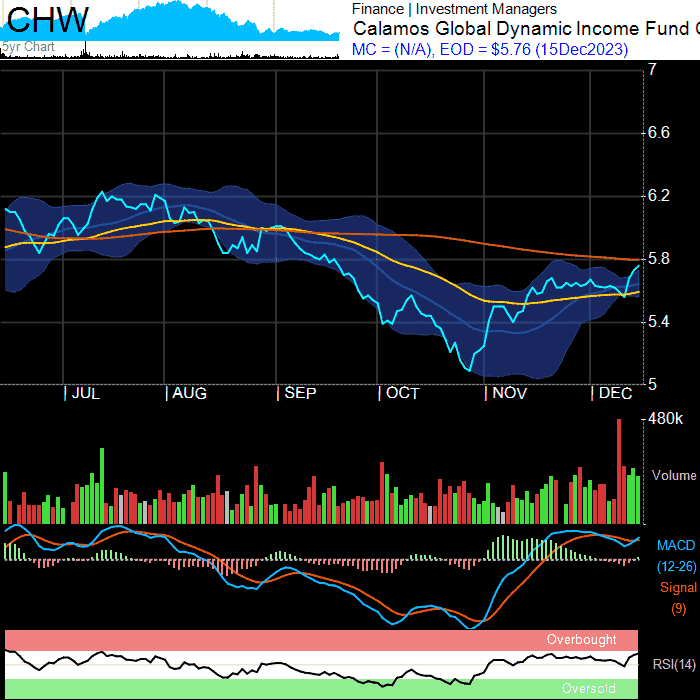 CHW
5yr Chart
Finance | Investment Managers
Calamos Global Dynamic Income Fund
MC = (N/A), EOD = $5.76 (15Dec2023)
7
6.6
6.2
5.8
5.4
5
| JUL | AUG | SEP | OCT | NOV | DEC
480k
Volume
MACD
(12-26)
Signal
(9)
Overbought
RSI(14)
Oversold